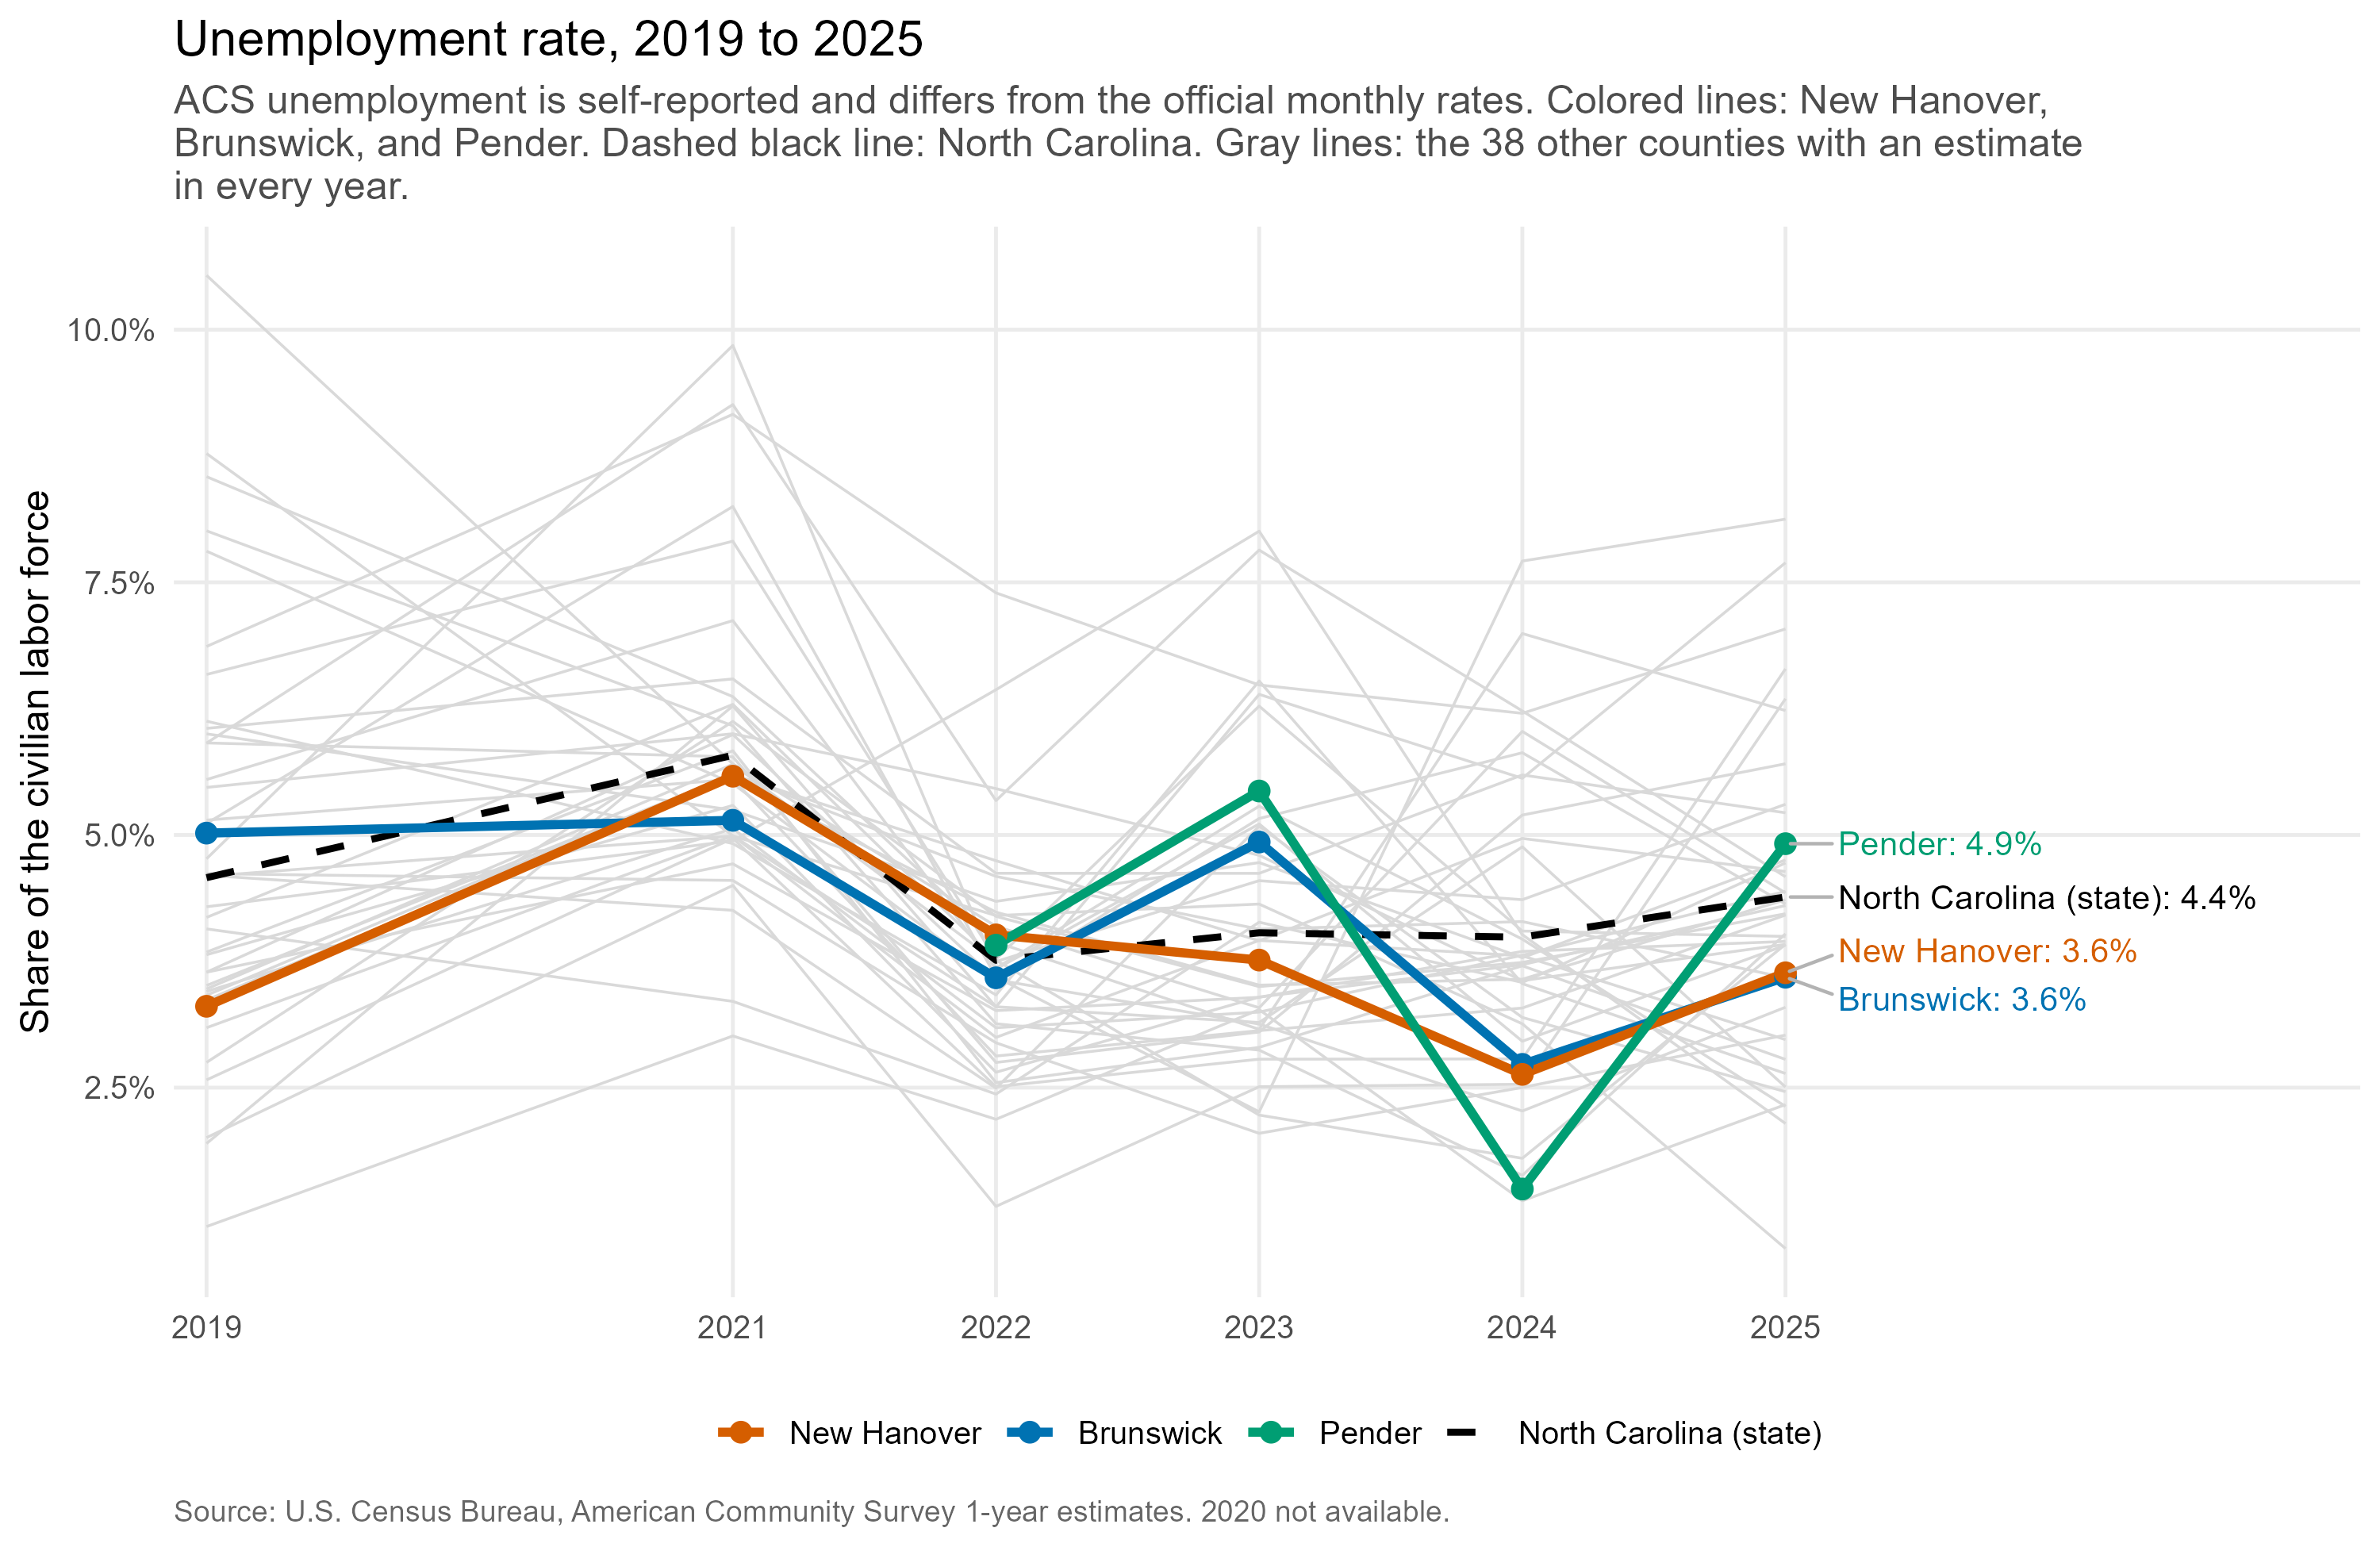 Unemployment rate, 2019 to 2025
ACS unemployment is self-reported and differs from the official monthly rates. Colored lines: New Hanover,
Brunswick, and Pender. Dashed black line: North Carolina. Gray lines: the 38 other counties with an estimate
in every year.
Share of the civilian labor force
10.0%
7.5%
5.0%
2.5%
Pender: 4.9%
North Carolina (state): 4.4%
New Hanover: 3.6%
Brunswick: 3.6%
2019 2021 2022 2023 2024 2025
New Hanover Brunswick Pender North Carolina (state)
Source: U.S. Census Bureau, American Community Survey 1-year estimates. 2020 not available.